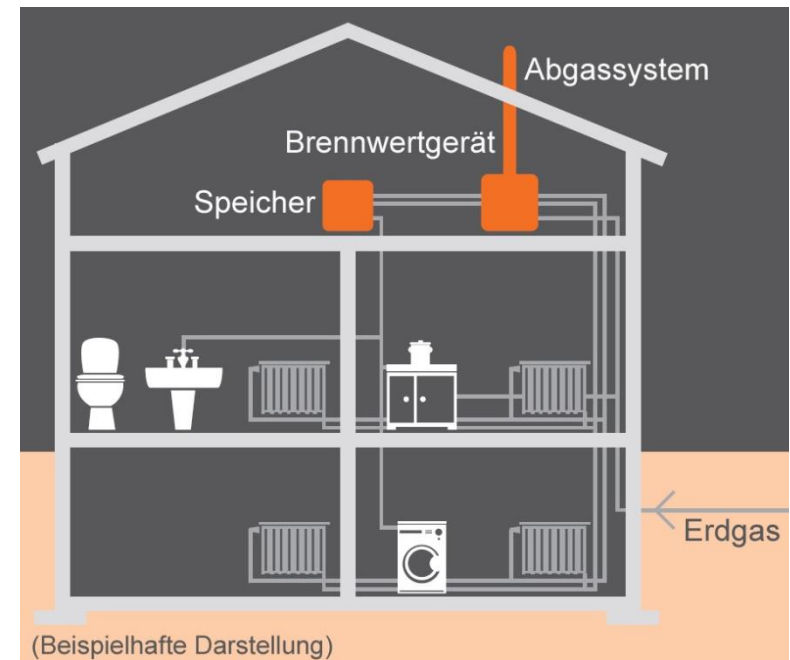 Abgassystem
Brennwertgerät
Speicher
Erdgas
(Beispielhafte Darstellung)